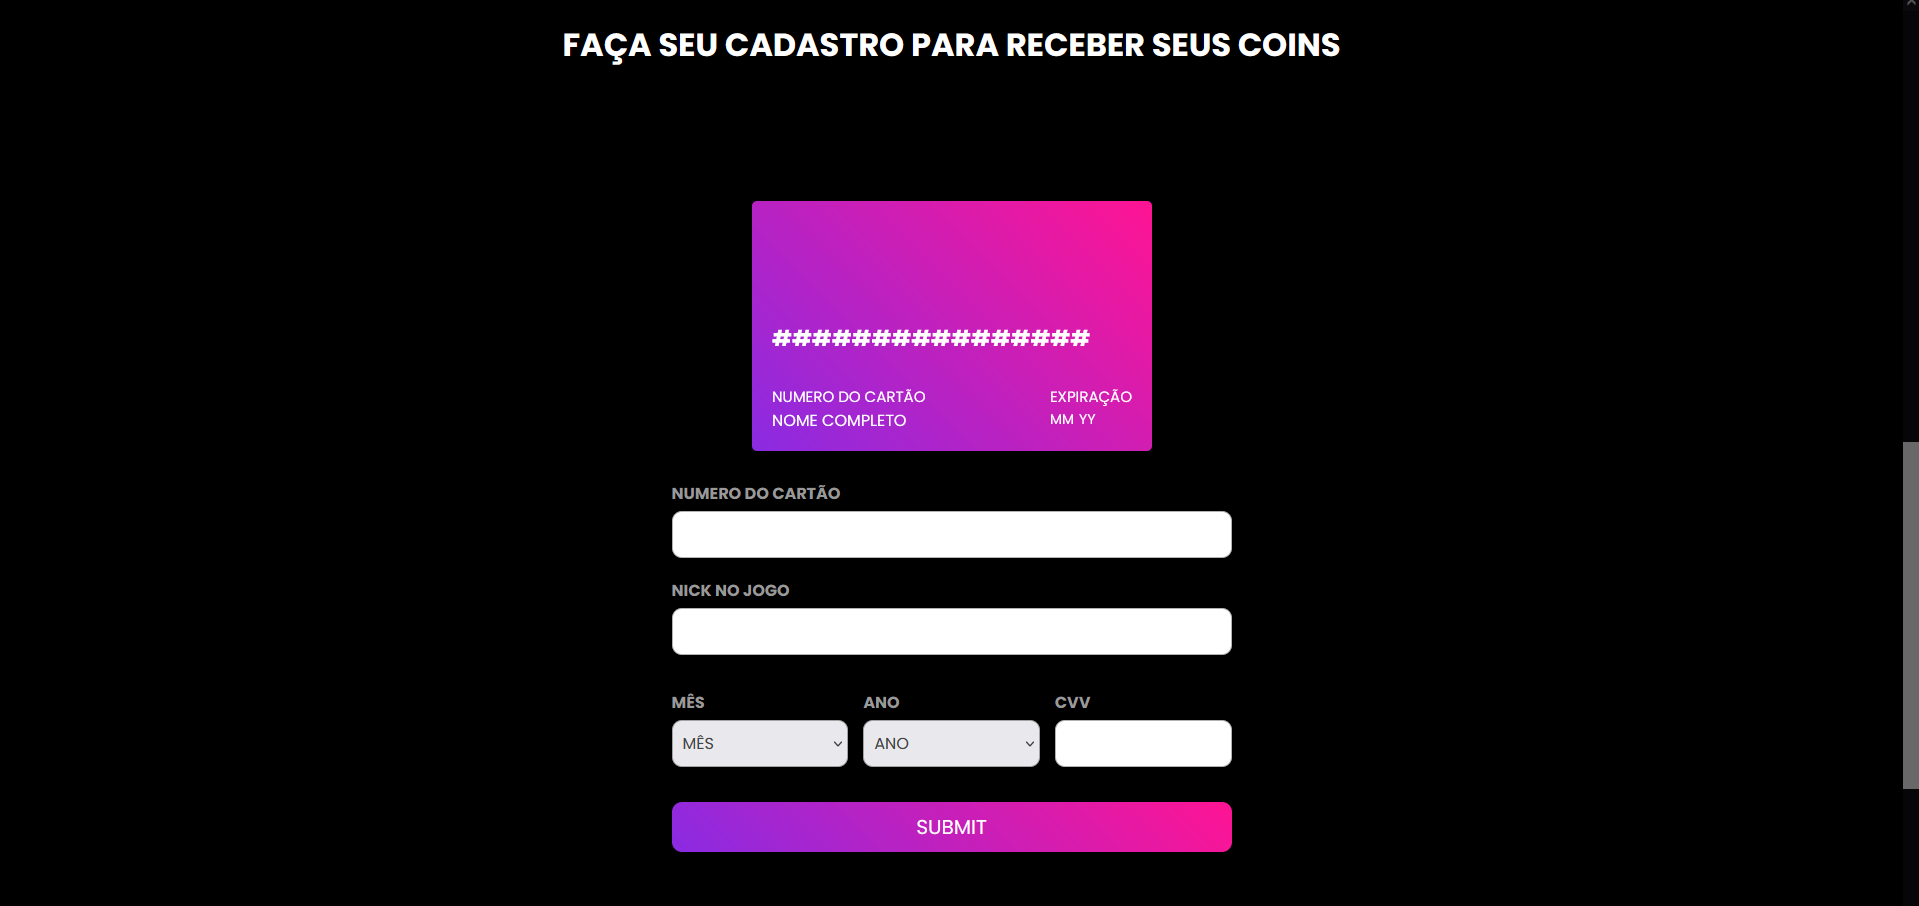 FAÇA SEU CADASTRO PARA RECEBER SEUS COINS
################
NUMERO DO CARTÃO EXPIRAÇÃO
NOME COMPLETO MM YY
NUMERO DO CARTÃO
NICK NO JOGO
MÊS ANO CVV
MÊS ANO
SUBMIT